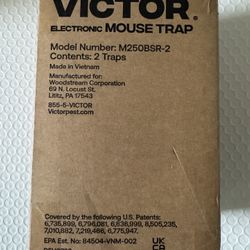 VICTOR®
ELECTRONIC MOUSE TRAP
Model Number: M250BSR-2
Contents: 2 Traps
Made in Vietnam
Manufactured for:
Woodstream Corporation
69 N. Locust St.
Lititz, PA 17543
855-5-VICTOR
Victorpest.com
Covered by the following U.S. Patents:
6,735,899, 6,796,081, 6,836,999, 8,505,235,
7,010,882, 7,219,466, 6,775,947.
EPA Est. No: 84504-VNM-002
UK
CA